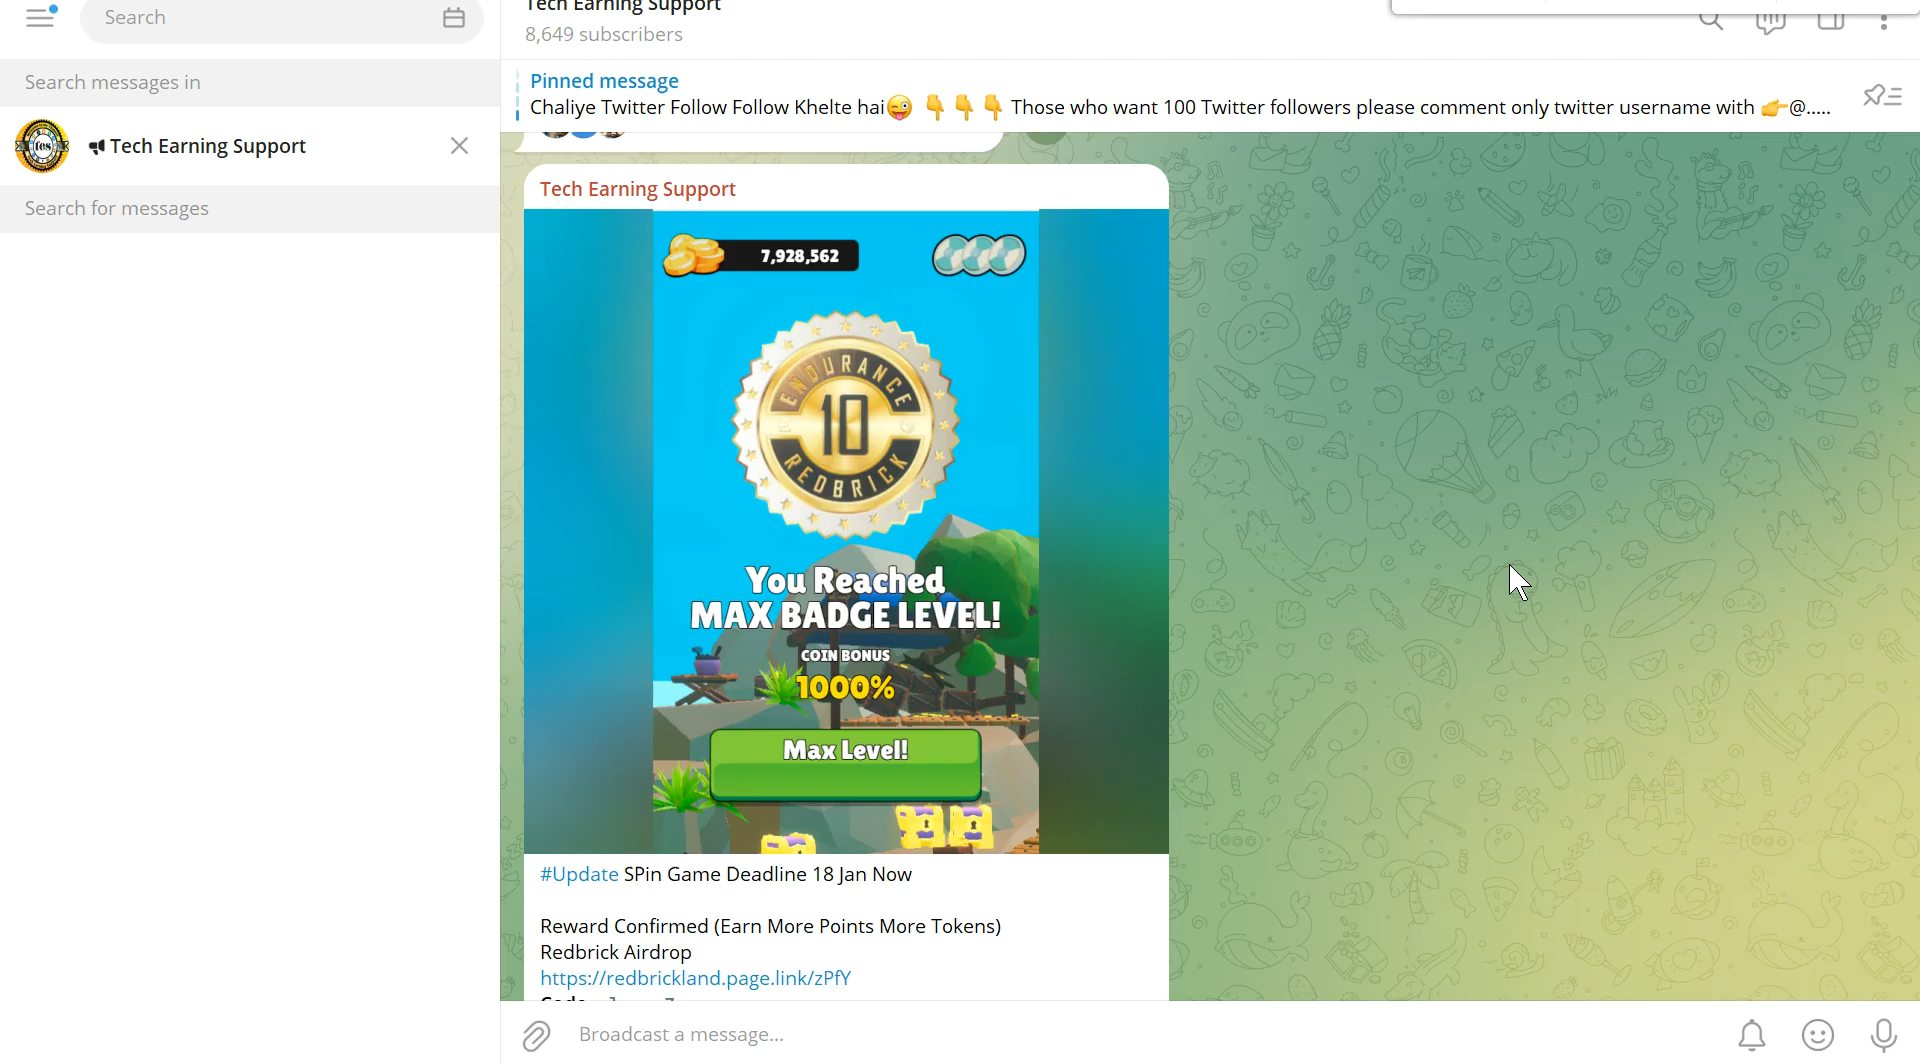 Search
Tech Earning Support
8,649 subscribers
Search messages in
Pinned message
Chaliye Twitter Follow Follow Khelte hai😜 👇👇👇 Those who want 100 Twitter followers please comment only twitter username with 👉@.....
Tech Earning Support
Search for messages
Tech Earning Support
7,928,562
ENDURANCE
10
REDBRICK
You Reached
MAX BADGE LEVEL!
COIN BONUS
1000%
Max Level!
#Update SPin Game Deadline 18 Jan Now
Reward Confirmed (Earn More Points More Tokens)
Redbrick Airdrop
https://redbrickland.page.link/zPfY
Broadcast a message...